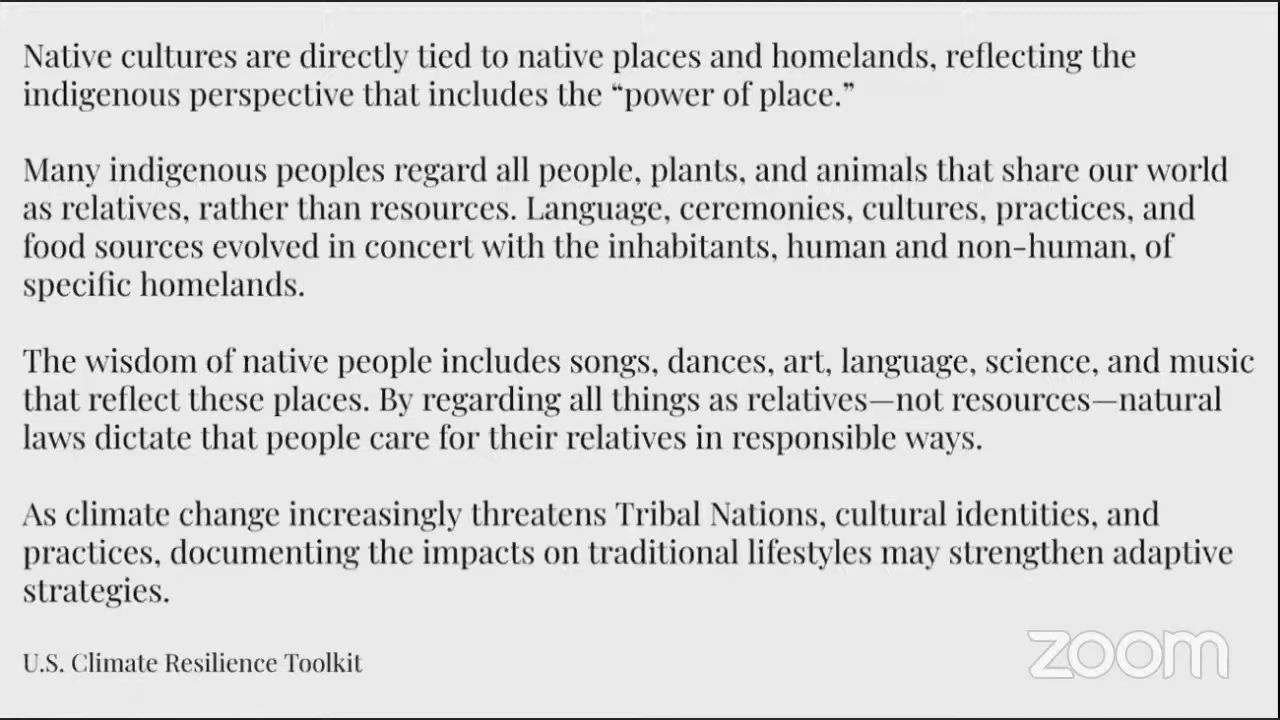 Native cultures are directly tied to native places and homelands, reflecting the
indigenous perspective that includes the “power of place.”
Many indigenous peoples regard all people, plants, and animals that share our world
as relatives, rather than resources. Language, ceremonies, cultures, practices, and
food sources evolved in concert with the inhabitants, human and non-human, of
specific homelands.
The wisdom of native people includes songs, dances, art, language, science, and music
that reflect these places. By regarding all things as relatives—not resources—natural
laws dictate that people care for their relatives in responsible ways.
As climate change increasingly threatens Tribal Nations, cultural identities, and
practices, documenting the impacts on traditional lifestyles may strengthen adaptive
strategies.
U.S. Climate Resilience Toolkit
zoom